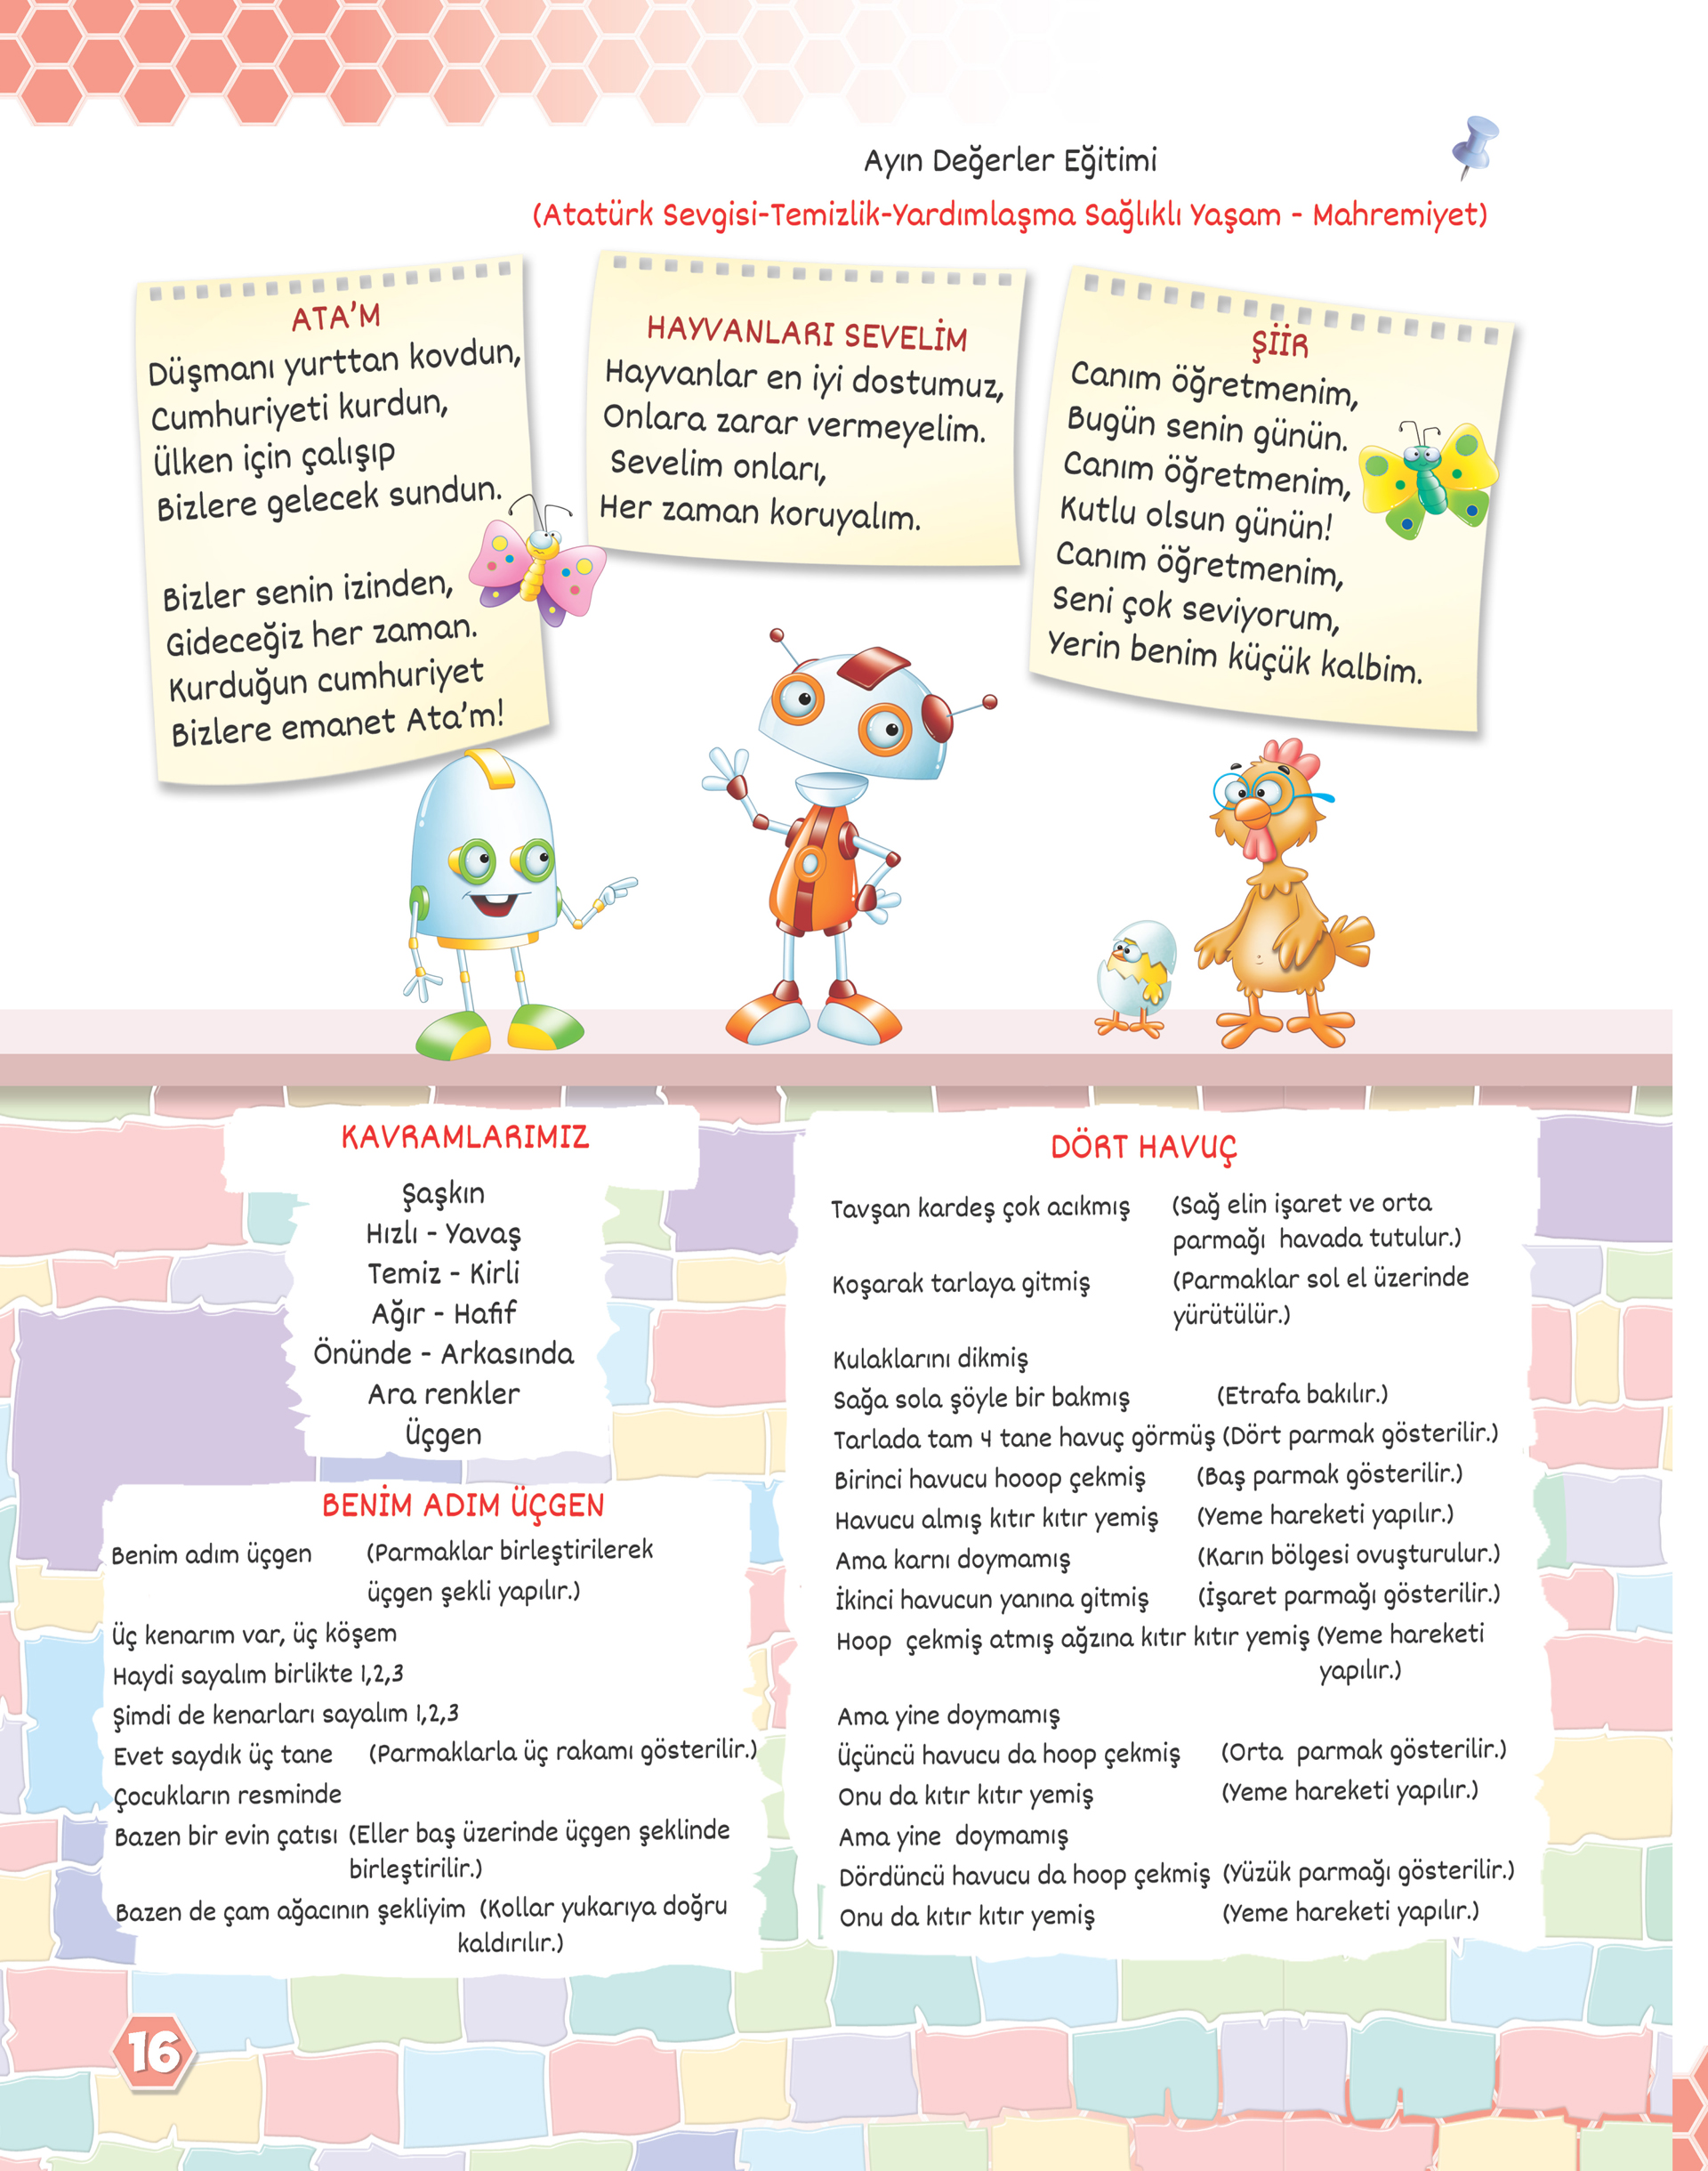 Ayın Değerler Eğitimi
(Atatürk Sevgisi-Temizlik-Yardımlaşma Sağlıklı Yaşam - Mahremiyet)
ATA'M
Düşmanı yurttan kovdun,
Cumhuriyeti kurdun,
Ülken için çalışıp
Bizlere gelecek sundun.
Bizler senin izinden,
Gideceğiz her zaman.
Kurduğun cumhuriyet
Bizlere emanet Ata'm!
HAYVANLARI SEVELİM
Hayvanlar en iyi dostumuz,
Onlara zarar vermeyelim.
Sevelim onları,
Her zaman koruyalım.
ŞİİR
Canım öğretmenim,
Bugün senin günün.
Canım öğretmenim,
Kutlu olsun günün!
Canım öğretmenim,
Seni çok seviyorum,
Yerin benim küçük kalbim.
KAVRAMLARIMIZ
Şaşkın
Hızlı - Yavaş
Temiz - Kirli
Ağır - Hafif
Önünde - Arkasında
Ara renkler
Üçgen
BENİM ADIM ÜÇGEN
Benim adım üçgen (Parmaklar birleştirilerek
üçgen şekli yapılır.)
Üç kenarım var, üç köşem
Haydi sayalım birlikte 1,2,3
Şimdi de kenarları sayalım 1,2,3
Evet saydık üç tane (Parmaklarla üç rakamı gösterilir.)
Çocukların resminde
Bazen bir evin çatısı (Eller baş üzerinde üçgen şeklinde
birleştirilir.)
Bazen de çam ağacının şekliyim (Kollar yukarıya doğru
kaldırılır.)
DÖRT HAVUÇ
Tavşan kardeş çok acıkmış (Sağ elin işaret ve orta
parmağı havada tutulur.)
Koşarak tarlaya gitmiş (Parmaklar sol el üzerinde
yürütülür.)
Kulaklarını dikmiş
Sağa sola şöyle bir bakmış (Etrafa bakılır.)
Tarlada tam 4 tane havuç görmüş (Dört parmak gösterilir.)
Birinci havucu hooop çekmiş (Baş parmak gösterilir.)
Havucu almış kıtır kıtır yemiş (Yeme hareketi yapılır.)
Ama karnı doymamış (Karın bölgesi ovuşturulur.)
İkinci havucun yanına gitmiş (İşaret parmağı gösterilir.)
Hoop çekmiş atmış ağzına kıtır kıtır yemiş (Yeme hareketi
yapılır.)
Ama yine doymamış
Üçüncü havucu da hoop çekmiş (Orta parmak gösterilir.)
Onu da kıtır kıtır yemiş (Yeme hareketi yapılır.)
Ama yine doymamış
Dördüncü havucu da hoop çekmiş (Yüzük parmağı gösterilir.)
Onu da kıtır kıtır yemiş (Yeme hareketi yapılır.)
16